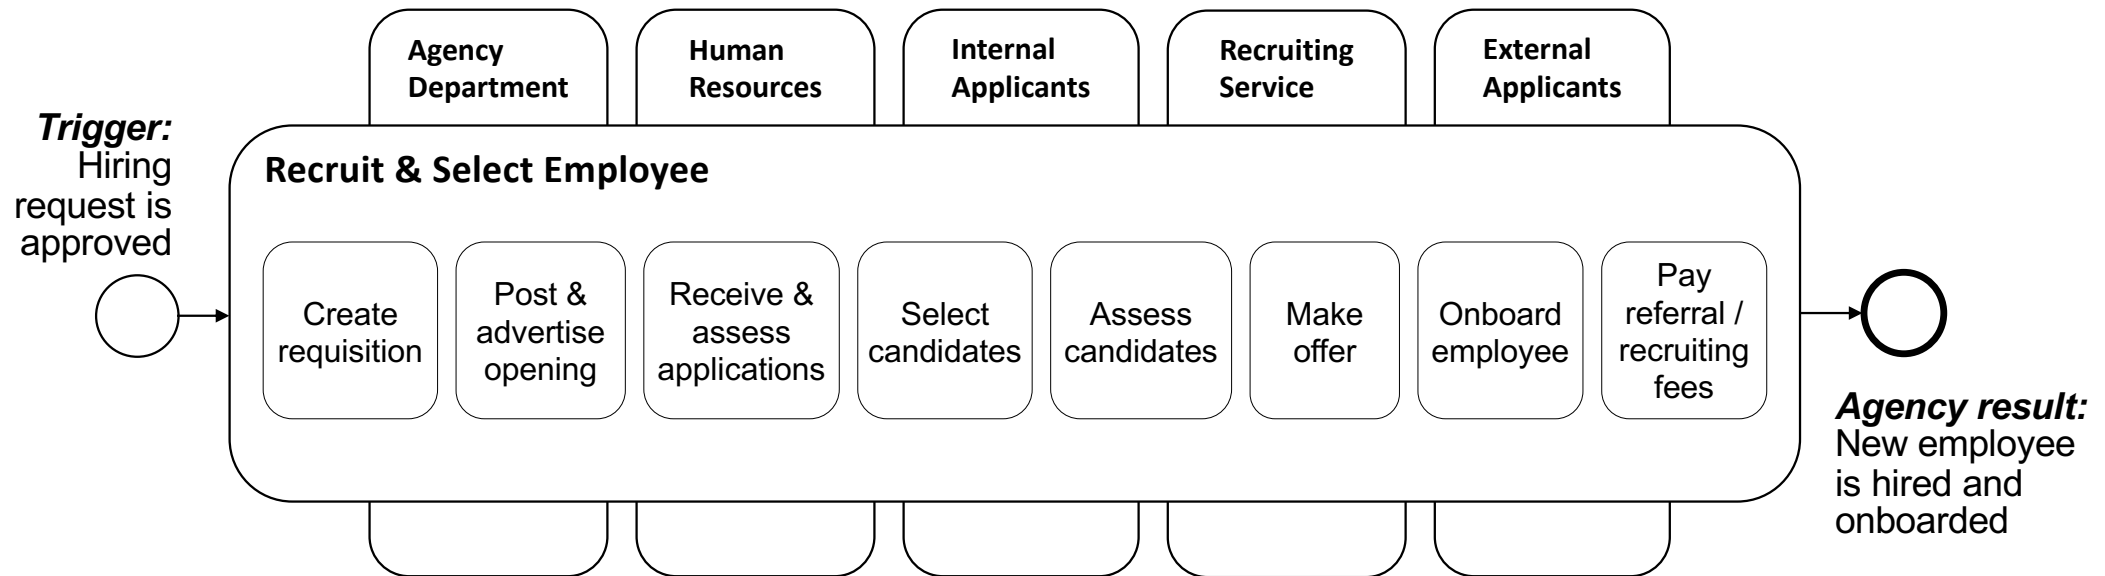 Agency
Department
Human
Resources
Internal
Applicants
Recruiting
Service
External
Applicants
Trigger:
Hiring
request is
approved
Recruit & Select Employee
Create
requisition
Post &
advertise
opening
Receive &
assess
applications
Select
candidates
Assess
candidates
Make
offer
Onboard
employee
Pay
referral /
recruiting
fees
Agency result:
New employee
is hired and
onboarded